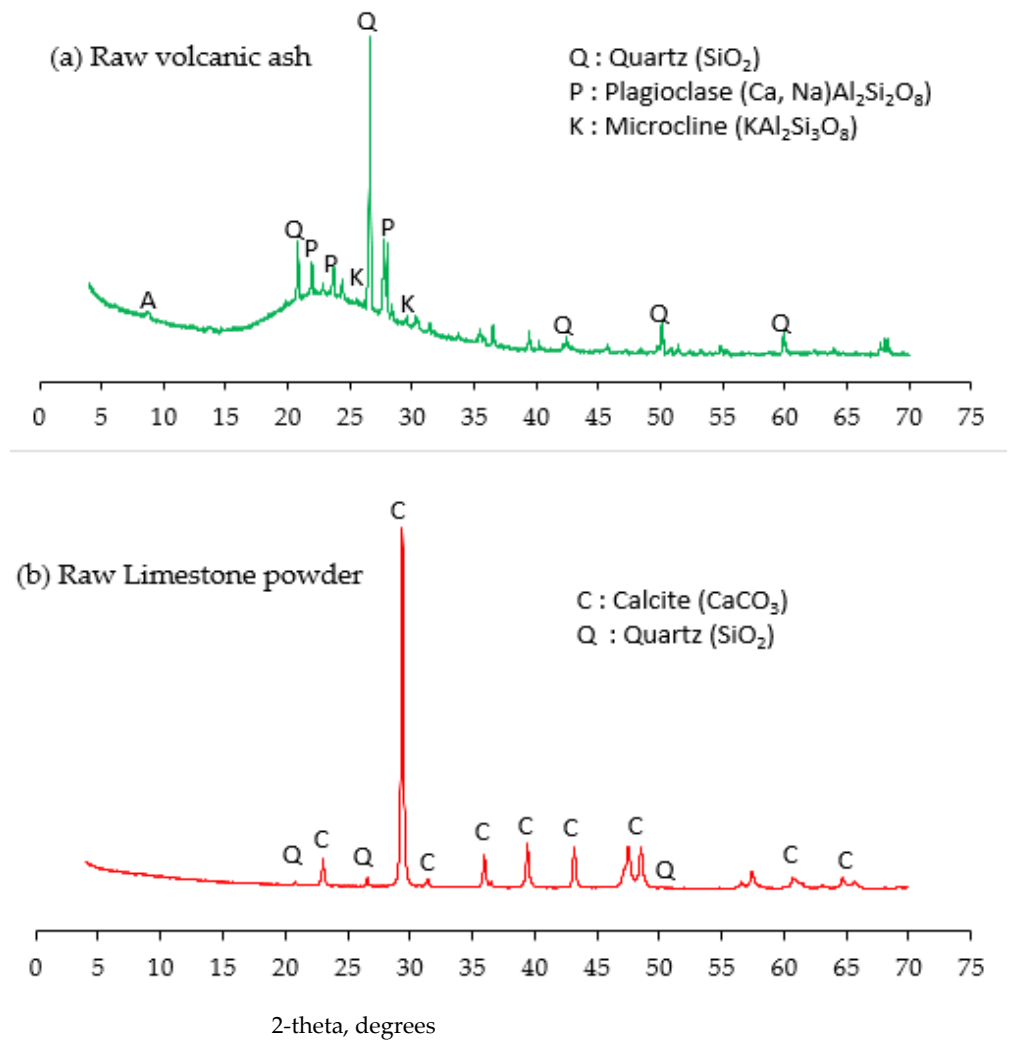 Q
(a) Raw volcanic ash
Q : Quartz (SiO₂)
P : Plagioclase (Ca, Na)Al₂Si₂O₈)
K : Microcline (KAl₂Si₃O₈)
Q P P K P
A K Q Q Q
0 5 10 15 20 25 30 35 40 45 50 55 60 65 70 75
C
(b) Raw Limestone powder
C : Calcite (CaCO₃)
Q : Quartz (SiO₂)
Q C Q C C C C C Q C C
0 5 10 15 20 25 30 35 40 45 50 55 60 65 70 75
2-theta, degrees